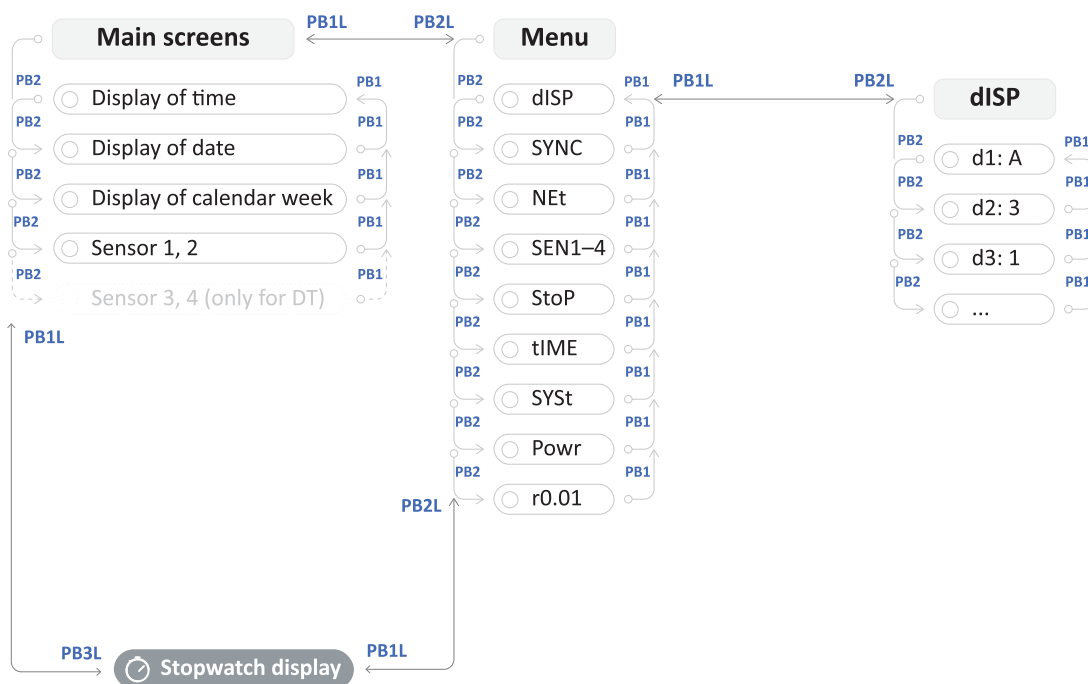 PB1L
PB2L
Main screens
Menu
PB2
PB1
Display of time
PB2
PB1
Display of date
PB2
PB1
Display of calendar week
PB2
PB1
Sensor 1, 2
PB2
PB1
Sensor 3, 4 (only for DT)
PB1L
PB2
PB1
dISP
PB2
PB1
SYNC
PB2
PB1
NEt
PB2
PB1
SEN1–4
PB2
PB1
StoP
PB2
PB1
tIME
PB2
PB1
SYSt
PB2
PB1
Powr
PB2
PB1
r0.01
PB2L
PB1L
PB2L
dISP
PB2
PB1
d1: A
PB2
PB1
d2: 3
PB2
PB1
d3: 1
PB2
PB1
...
PB3L
Stopwatch display
PB1L